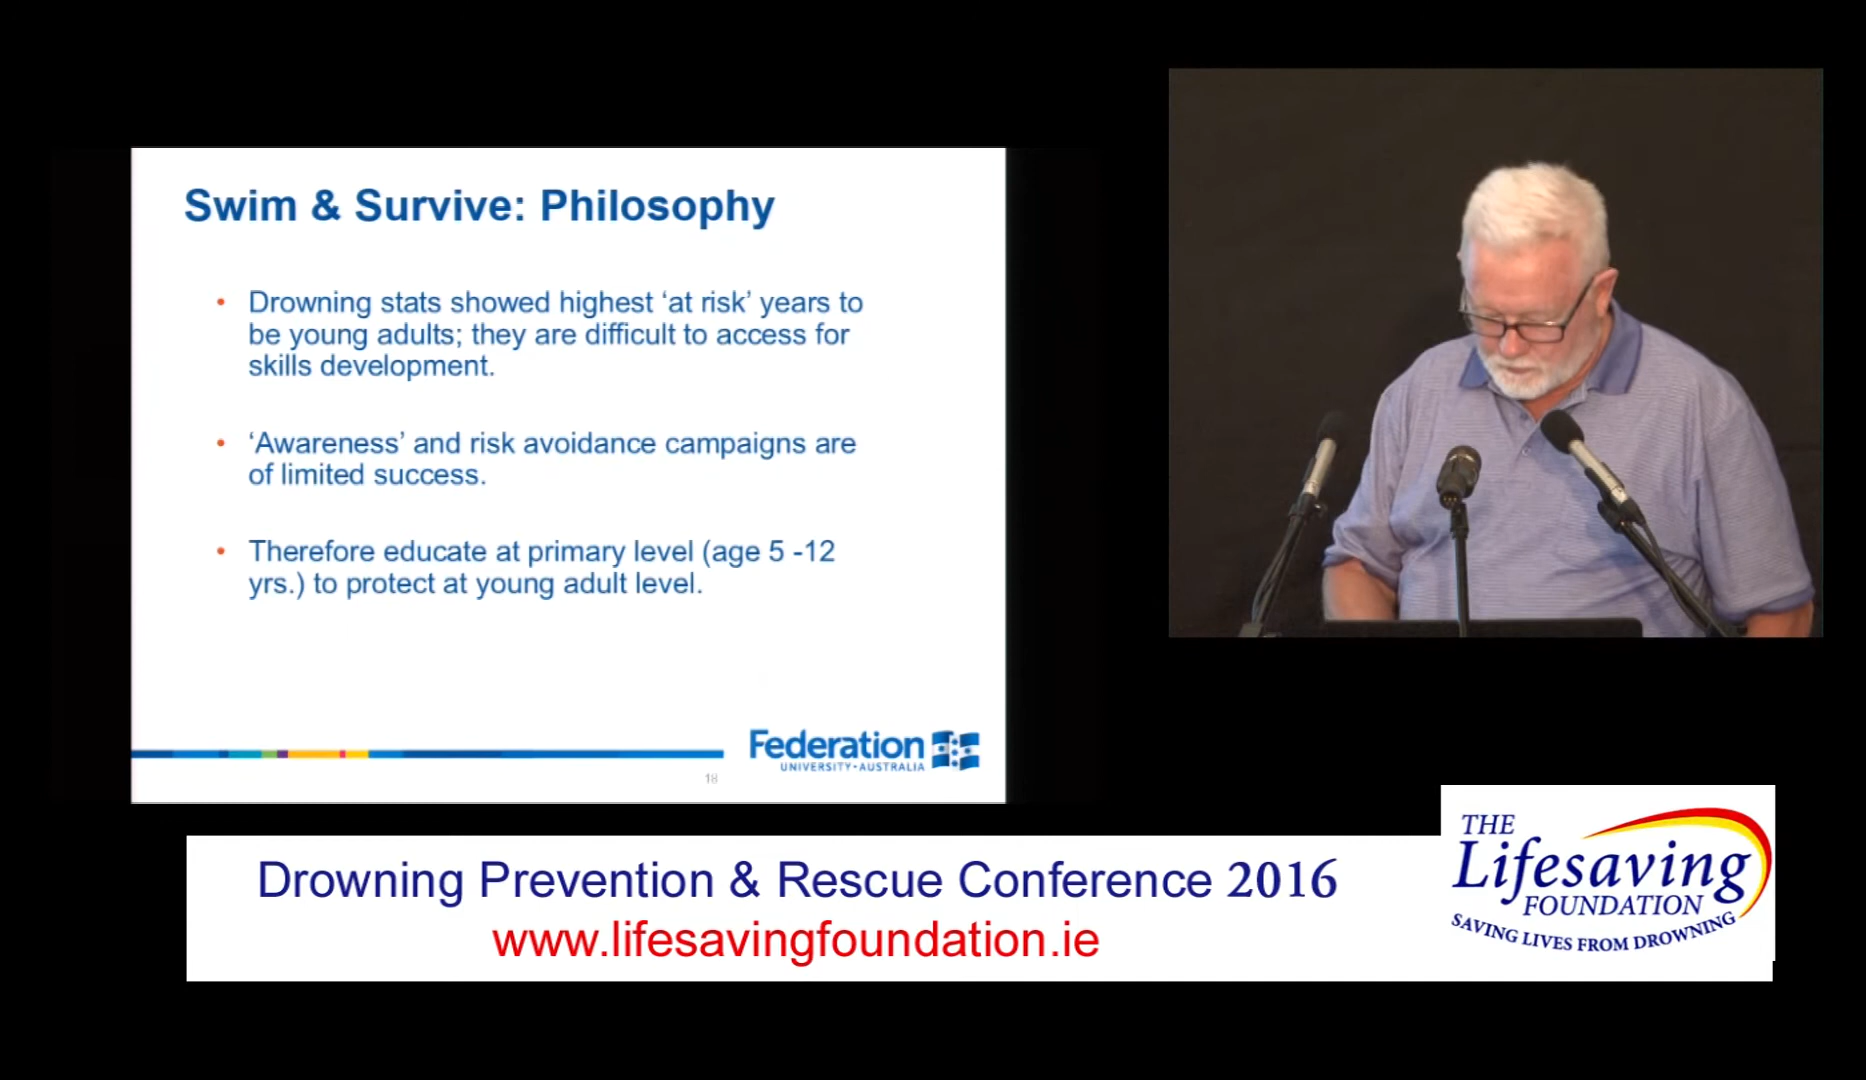 Swim & Survive: Philosophy
• Drowning stats showed highest ‘at risk’ years to
be young adults; they are difficult to access for
skills development.
• ‘Awareness’ and risk avoidance campaigns are
of limited success.
• Therefore educate at primary level (age 5 -12
yrs.) to protect at young adult level.
Federation
UNIVERSITY • AUSTRALIA
18
Drowning Prevention & Rescue Conference 2016
www.lifesavingfoundation.ie
THE
Lifesaving
FOUNDATION
SAVING LIVES FROM DROWNING